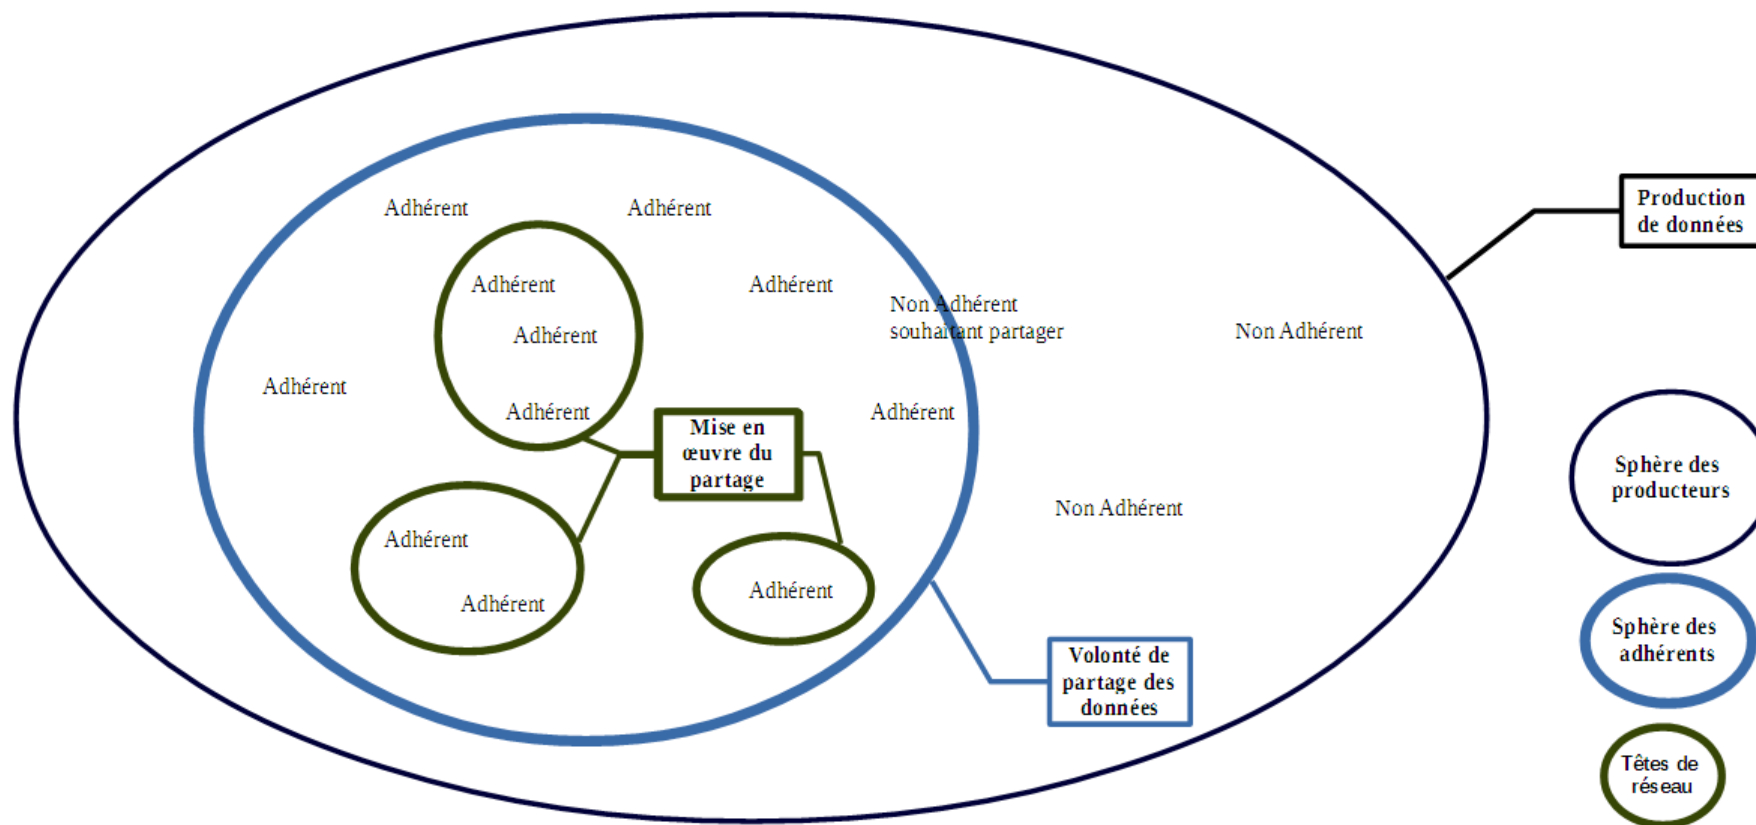 Adhérent
Adhérent
Adhérent
Adhérent
Non Adhérent
souhaitant partager
Adhérent
Non Adhérent
Adhérent
Adhérent
Adhérent
Mise en
œuvre du
partage
Adhérent
Adhérent
Adhérent
Non Adhérent
Volonté de
partage des
données
Production
de données
Sphère des
producteurs
Sphère des
adhérents
Têtes de
réseau
Adhérent